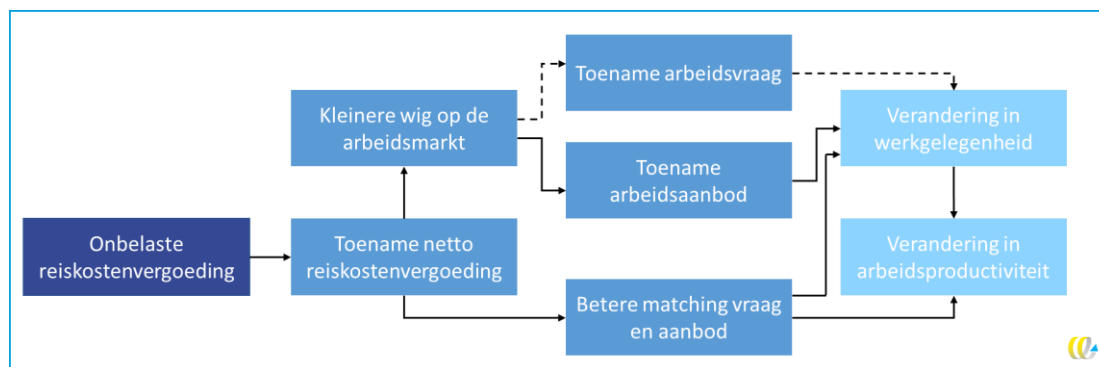 Onbelaste
reiskostenvergoeding
Toename netto
reiskostenvergoeding
Kleinere wig op de
arbeidsmarkt
Toename arbeidsvraag
Toename
arbeidsaanbod
Betere matching vraag
en aanbod
Verandering in
werkgelegenheid
Verandering in
arbeidsproductiviteit